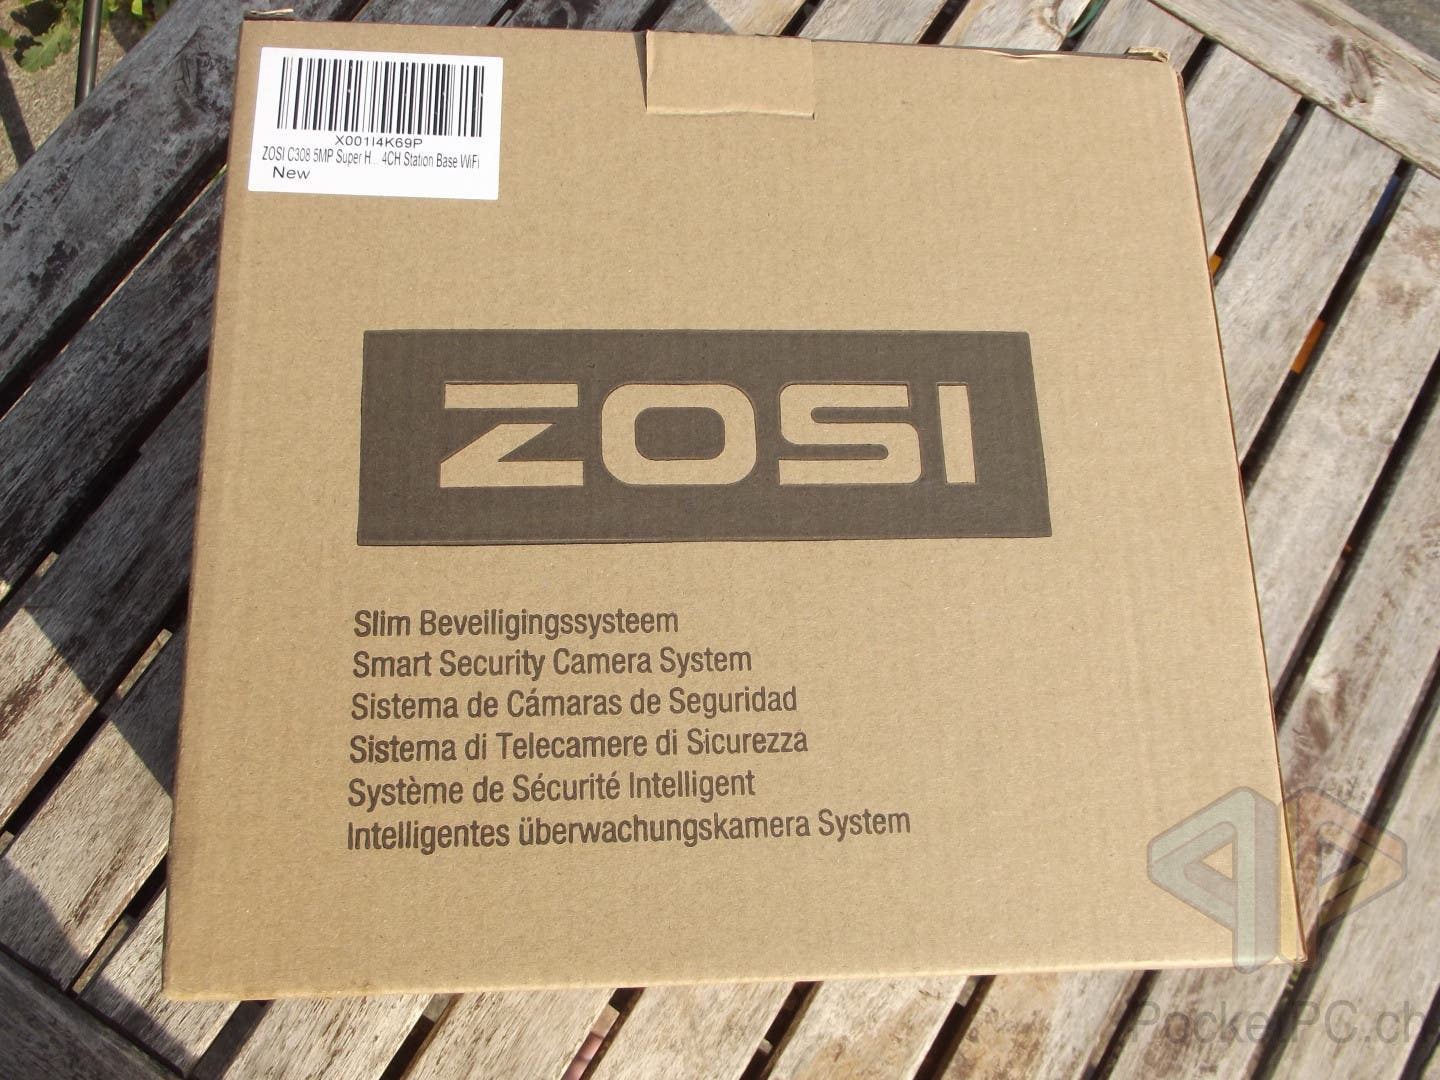 X001I4K69P
ZOSI C308 5MP Super H... 4CH Station Base WiFi
New
ZOSI
Slim Beveiligingssysteem
Smart Security Camera System
Sistema de Cámaras de Seguridad
Sistema di Telecamere di Sicurezza
Système de Sécurité Intelligent
Intelligentes überwachungskamera System
PocketPC.ch